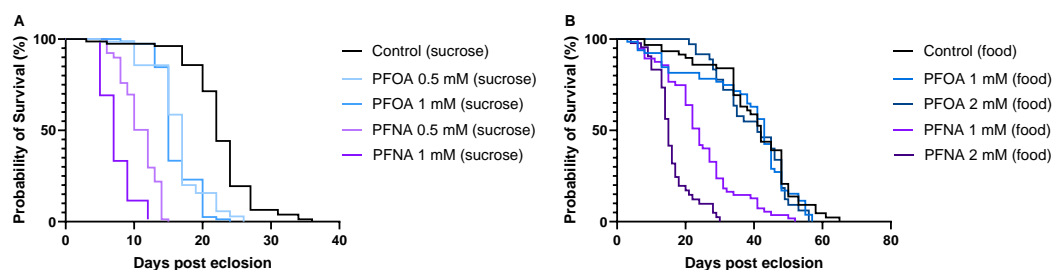 A
Probability of Survival (%)
100
50
0
0
10
20
30
40
Days post eclosion
Control (sucrose)
PFOA 0.5 mM (sucrose)
PFOA 1 mM (sucrose)
PFNA 0.5 mM (sucrose)
PFNA 1 mM (sucrose)
B
Probability of Survival (%)
100
50
0
0
20
40
60
80
Days post eclosion
Control (food)
PFOA 1 mM (food)
PFOA 2 mM (food)
PFNA 1 mM (food)
PFNA 2 mM (food)